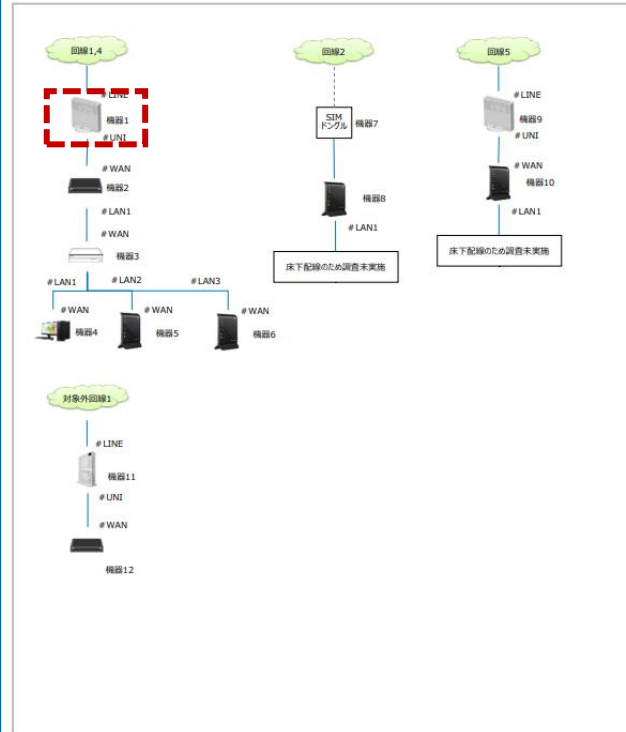 回線1,4
#LINE
機器1
#UNI
#WAN
機器2
#LAN1
#WAN
機器3
#LAN1
#LAN2
#LAN3
#WAN
機器4
#WAN
機器5
#WAN
機器6
回線2
SIM
ドングル
機器7
機器8
#LAN1
床下配線のため調査未実施
回線5
#LINE
機器9
#UNI
#WAN
機器10
#LAN1
床下配線のため調査未実施
対象外回線1
#LINE
機器11
#UNI
#WAN
機器12